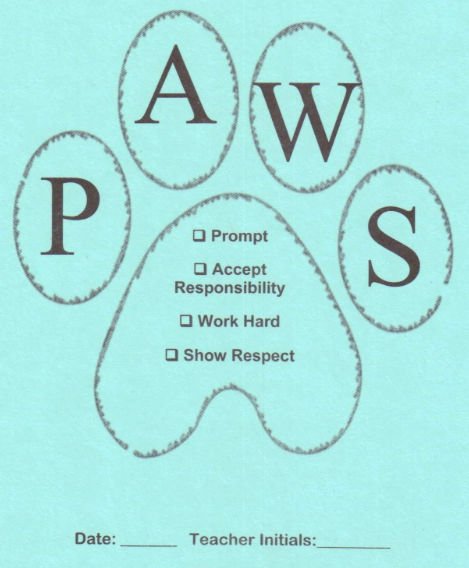 P A W S
❑ Prompt
❑ Accept
Responsibility
❑ Work Hard
❑ Show Respect
Date: ______ Teacher Initials:________